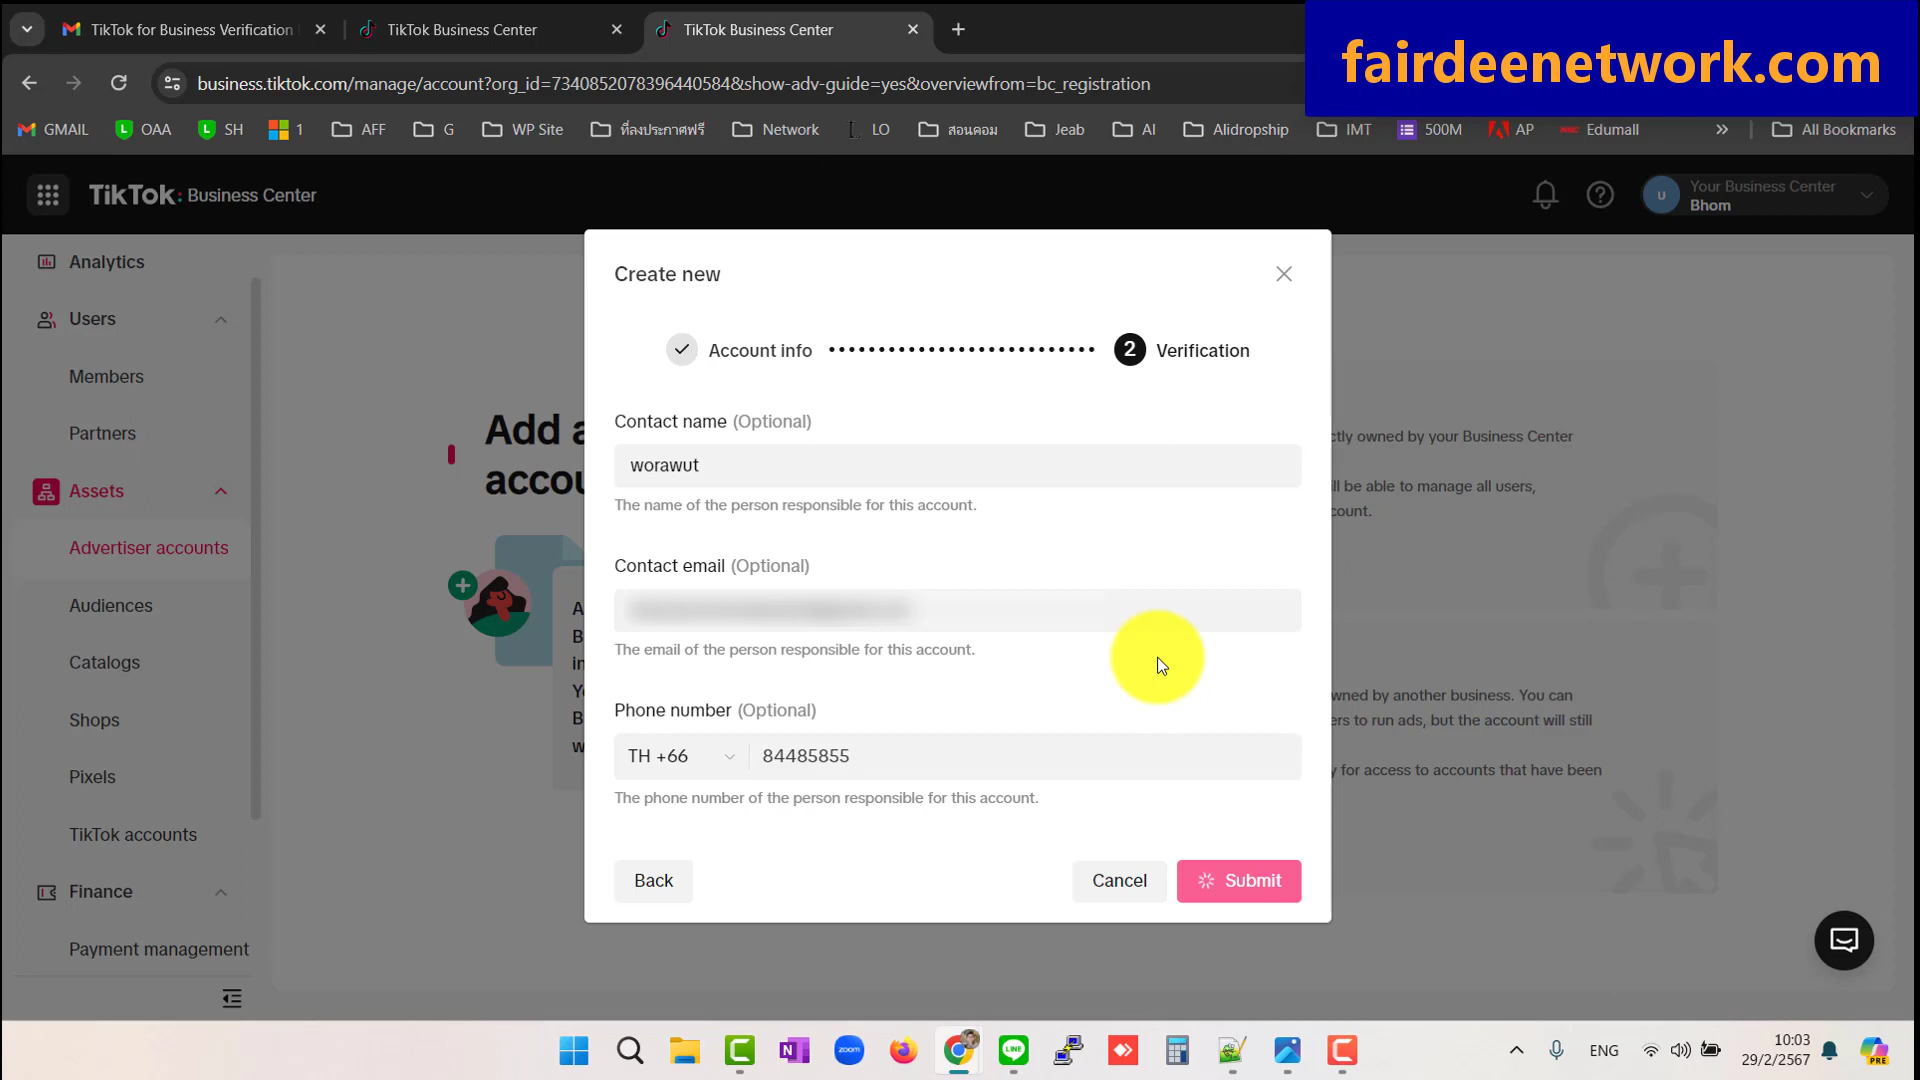 TikTok for Business Verification
TikTok Business Center
TikTok Business Center
fairdeenetwork.com
business.tiktok.com/manage/account?org_id=7340852078396440584&show-adv-guide=yes&overviewfrom=bc_registration
GMAIL
OAA
SH
1
AFF
G
WP Site
ที่ลงประกาศฟรี
Network
LO
สอนคอม
Jeab
AI
Alidropship
IMT
500M
AP
Edumall
All Bookmarks
TikTok: Business Center
U
Your Business Center
Bhom
Analytics
Users
Members
Partners
Assets
Advertiser accounts
Audiences
Catalogs
Shops
Pixels
TikTok accounts
Finance
Payment management
Add a
accou
A
B
in
B
w
ctly owned by your Business Center
ll be able to manage all users,
count.
wned by another business. You can
ers to run ads, but the account will still
y for access to accounts that have been
Create new
Account info
2 Verification
Contact name (Optional)
worawut
The name of the person responsible for this account.
Contact email (Optional)
The email of the person responsible for this account.
Phone number (Optional)
TH +66
84485855
The phone number of the person responsible for this account.
Back
Cancel
Submit
zoom
LINE
ENG
10:03
29/2/2567
PRE